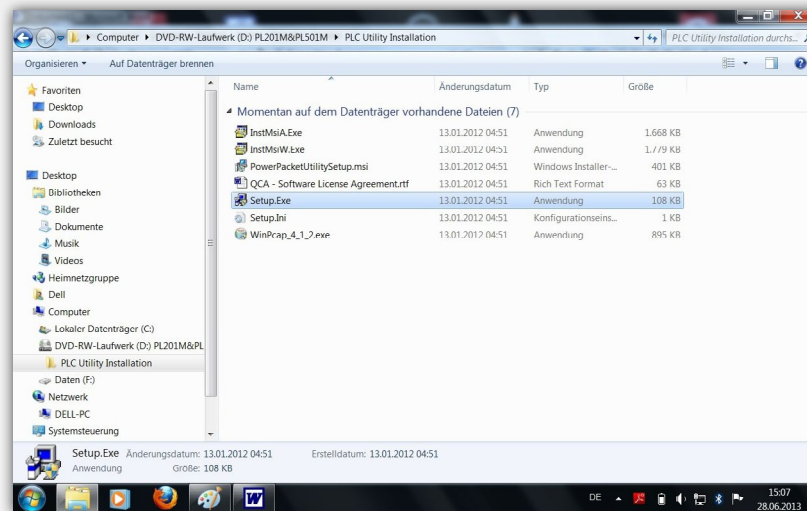 Computer ▸ DVD-RW-Laufwerk (D:) PL201M&PL501M ▸ PLC Utility Installation
PLC Utility Installation durchs...
Organisieren Auf Datenträger brennen
Name Änderungsdatum Typ Größe
Favoriten
Desktop
Downloads
Zuletzt besucht
Desktop
Bibliotheken
Bilder
Dokumente
Musik
Videos
Heimnetzgruppe
Dell
Computer
Lokaler Datenträger (C:)
DVD-RW-Laufwerk (D:) PL201M&PL
PLC Utility Installation
Daten (F:)
Netzwerk
DELL-PC
Systemsteuerung
Momentan auf dem Datenträger vorhandene Dateien (7)
InstMsiA.Exe 13.01.2012 04:51 Anwendung 1.668 KB
InstMsiW.Exe 13.01.2012 04:51 Anwendung 1.779 KB
PowerPacketUtilitySetup.msi 13.01.2012 04:51 Windows Installer-... 401 KB
QCA - Software License Agreement.rtf 13.01.2012 04:51 Rich Text Format 63 KB
Setup.Exe 13.01.2012 04:51 Anwendung 108 KB
Setup.Ini 13.01.2012 04:51 Konfigurationseins... 1 KB
WinPcap_4_1_2.exe 13.01.2012 04:51 Anwendung 895 KB
Setup.Exe Änderungsdatum: 13.01.2012 04:51 Erstelldatum: 13.01.2012 04:51
Anwendung Größe: 108 KB
DE 15:07
28.06.2013